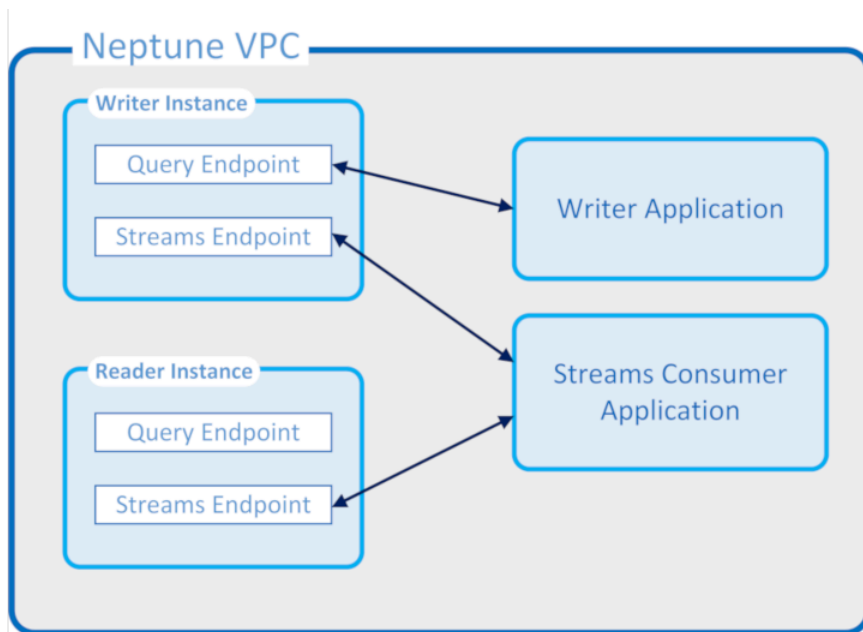 Neptune VPC
Writer Instance
Query Endpoint
Streams Endpoint
Writer Application
Reader Instance
Query Endpoint
Streams Endpoint
Streams Consumer
Application